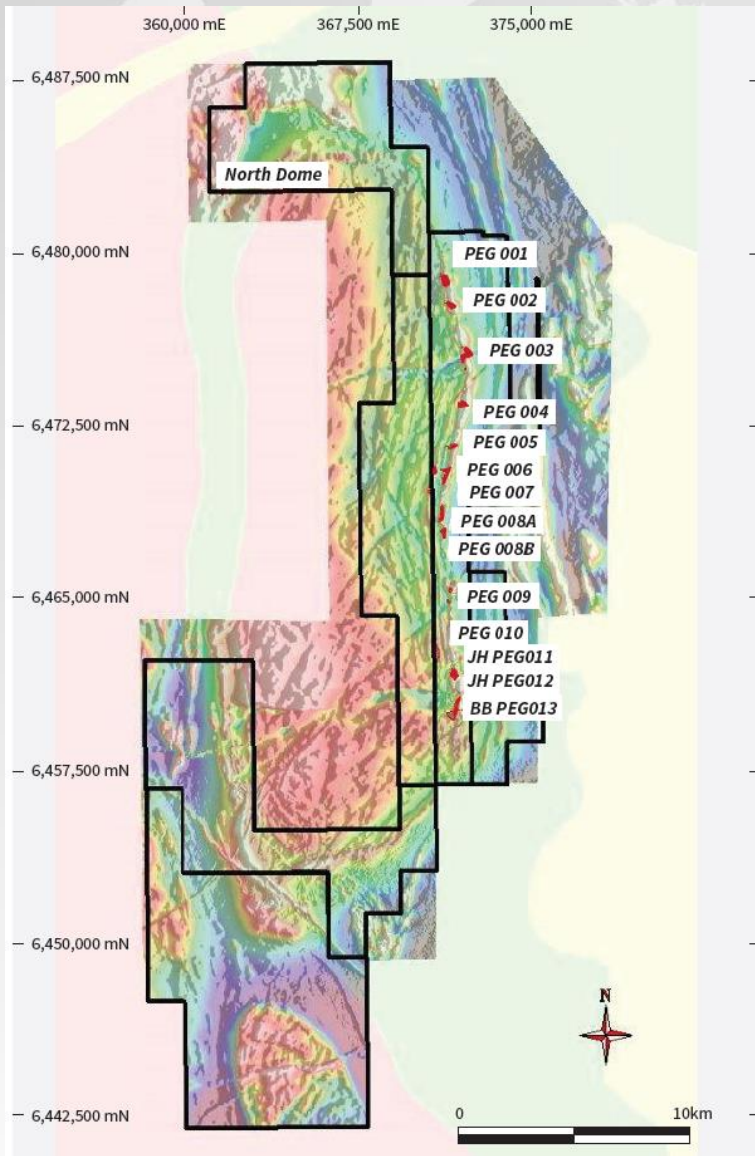 360,000 mE
367,500 mE
375,000 mE
6,487,500 mN
North Dome
6,480,000 mN
PEG 001
PEG 002
PEG 003
6,472,500 mN
PEG 004
PEG 005
PEG 006
PEG 007
PEG 008A
PEG 008B
6,465,000 mN
PEG 009
PEG 010
JH PEG011
JH PEG012
BB PEG013
6,457,500 mN
6,450,000 mN
N
6,442,500 mN
0
10km